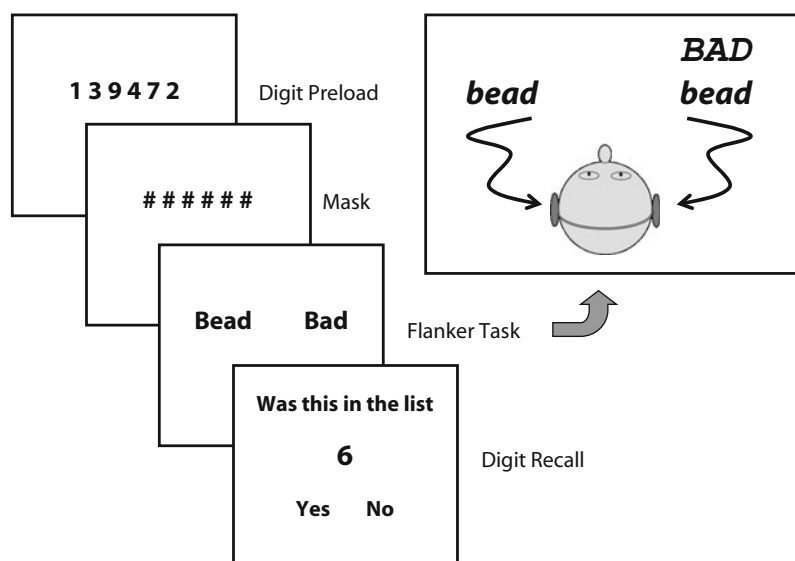 1 3 9 4 7 2
Digit Preload
# # # # # #
Mask
Bead Bad
Flanker Task
Was this in the list
6
Yes No
Digit Recall
BAD
bead bead